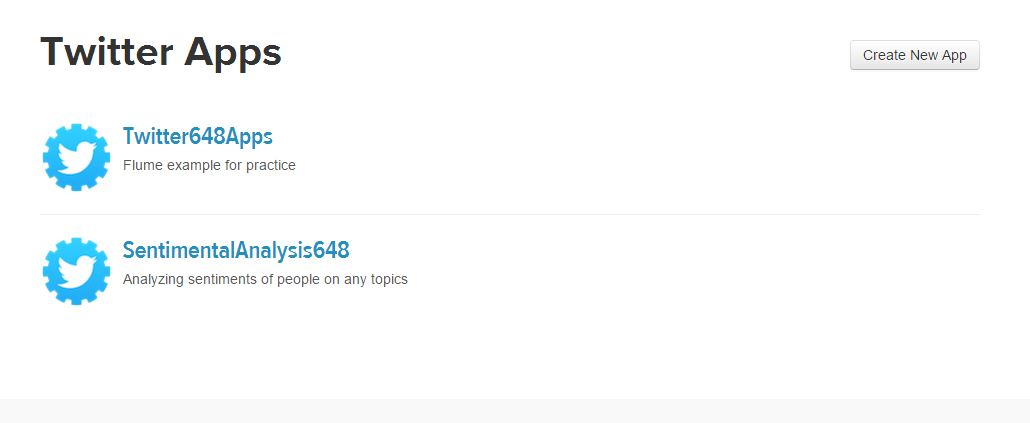 Twitter Apps
Create New App
Twitter648Apps
Flume example for practice
SentimentalAnalysis648
Analyzing sentiments of people on any topics